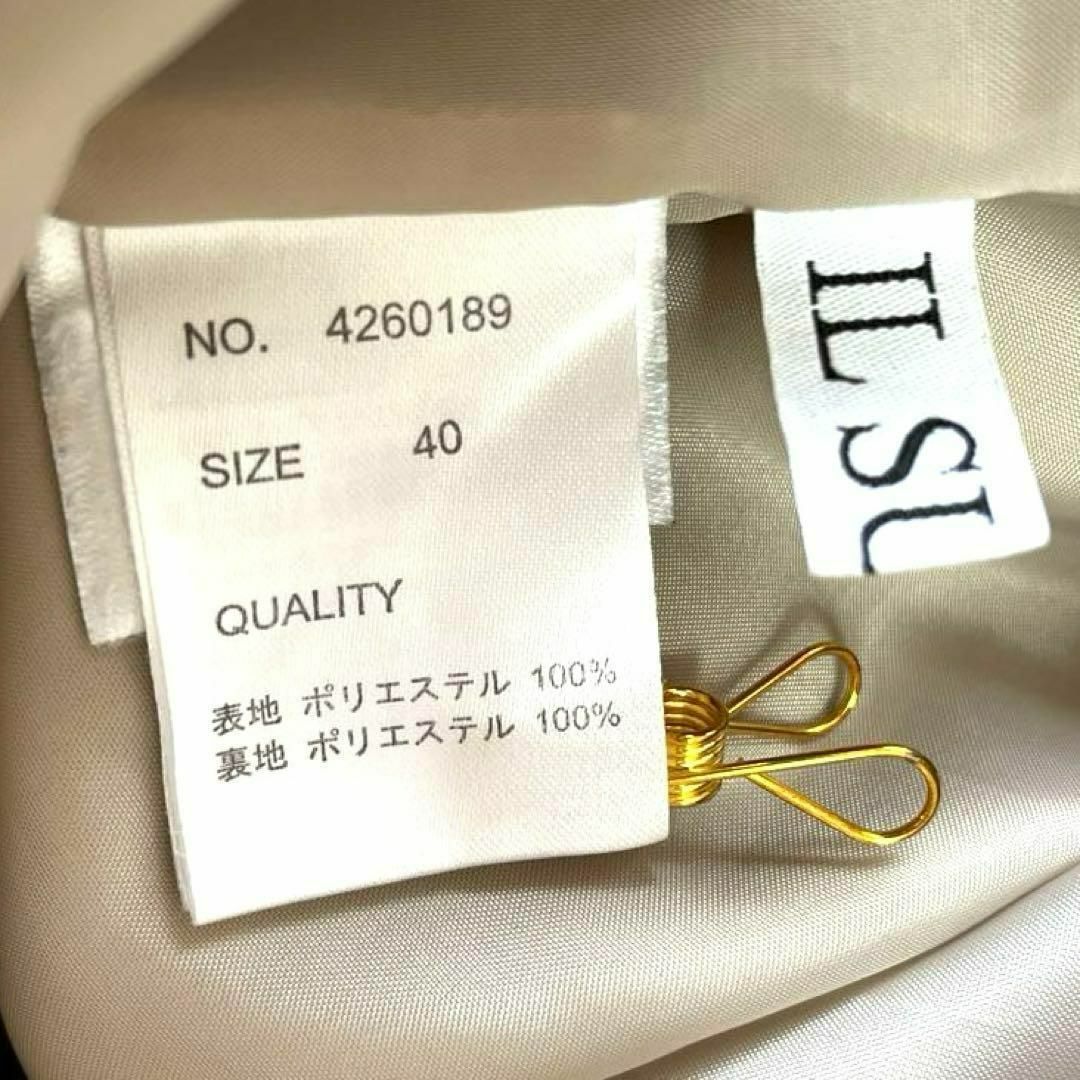 NO. 4260189
SIZE 40
QUALITY
表地 ポリエステル 100%
裏地 ポリエステル 100%
IL SU